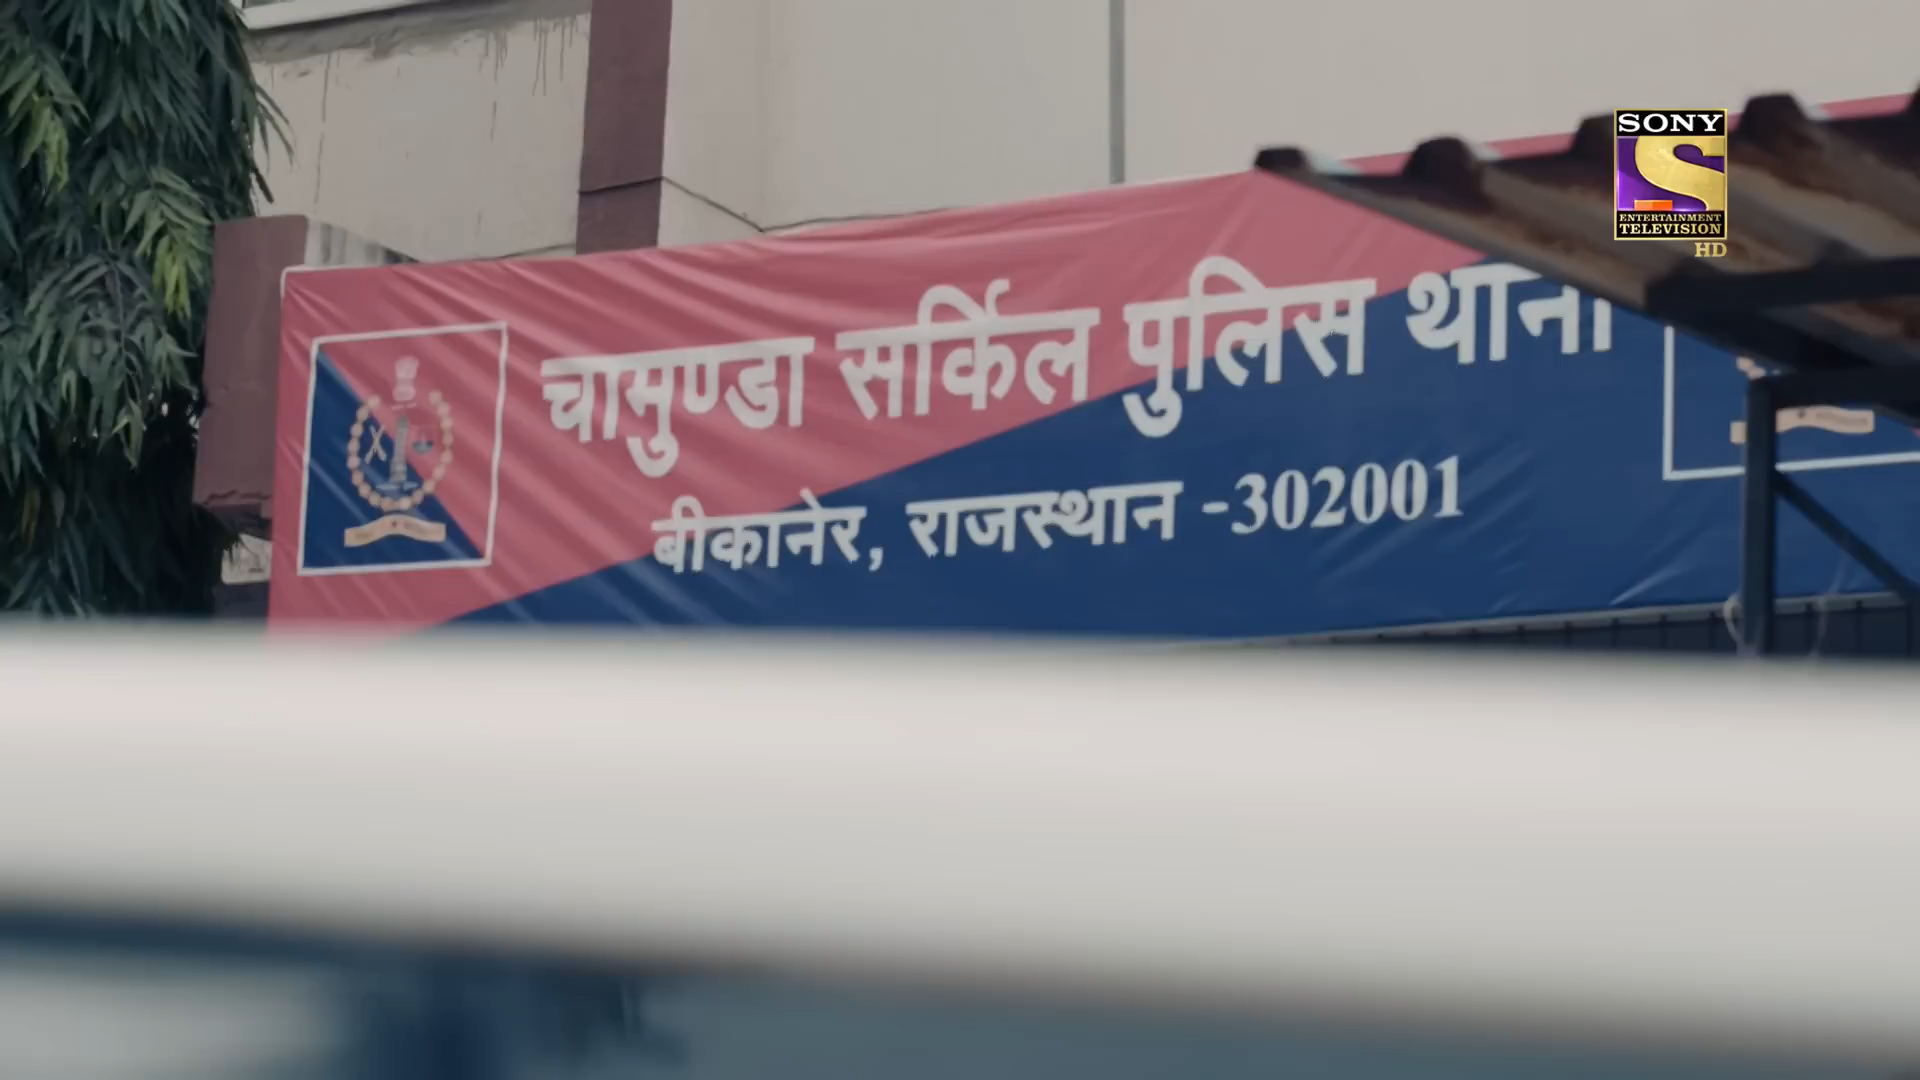 चामुण्डा सर्किल पुलिस थाना
बीकानेर, राजस्थान -302001
SONY
ENTERTAINMENT
TELEVISION
HD